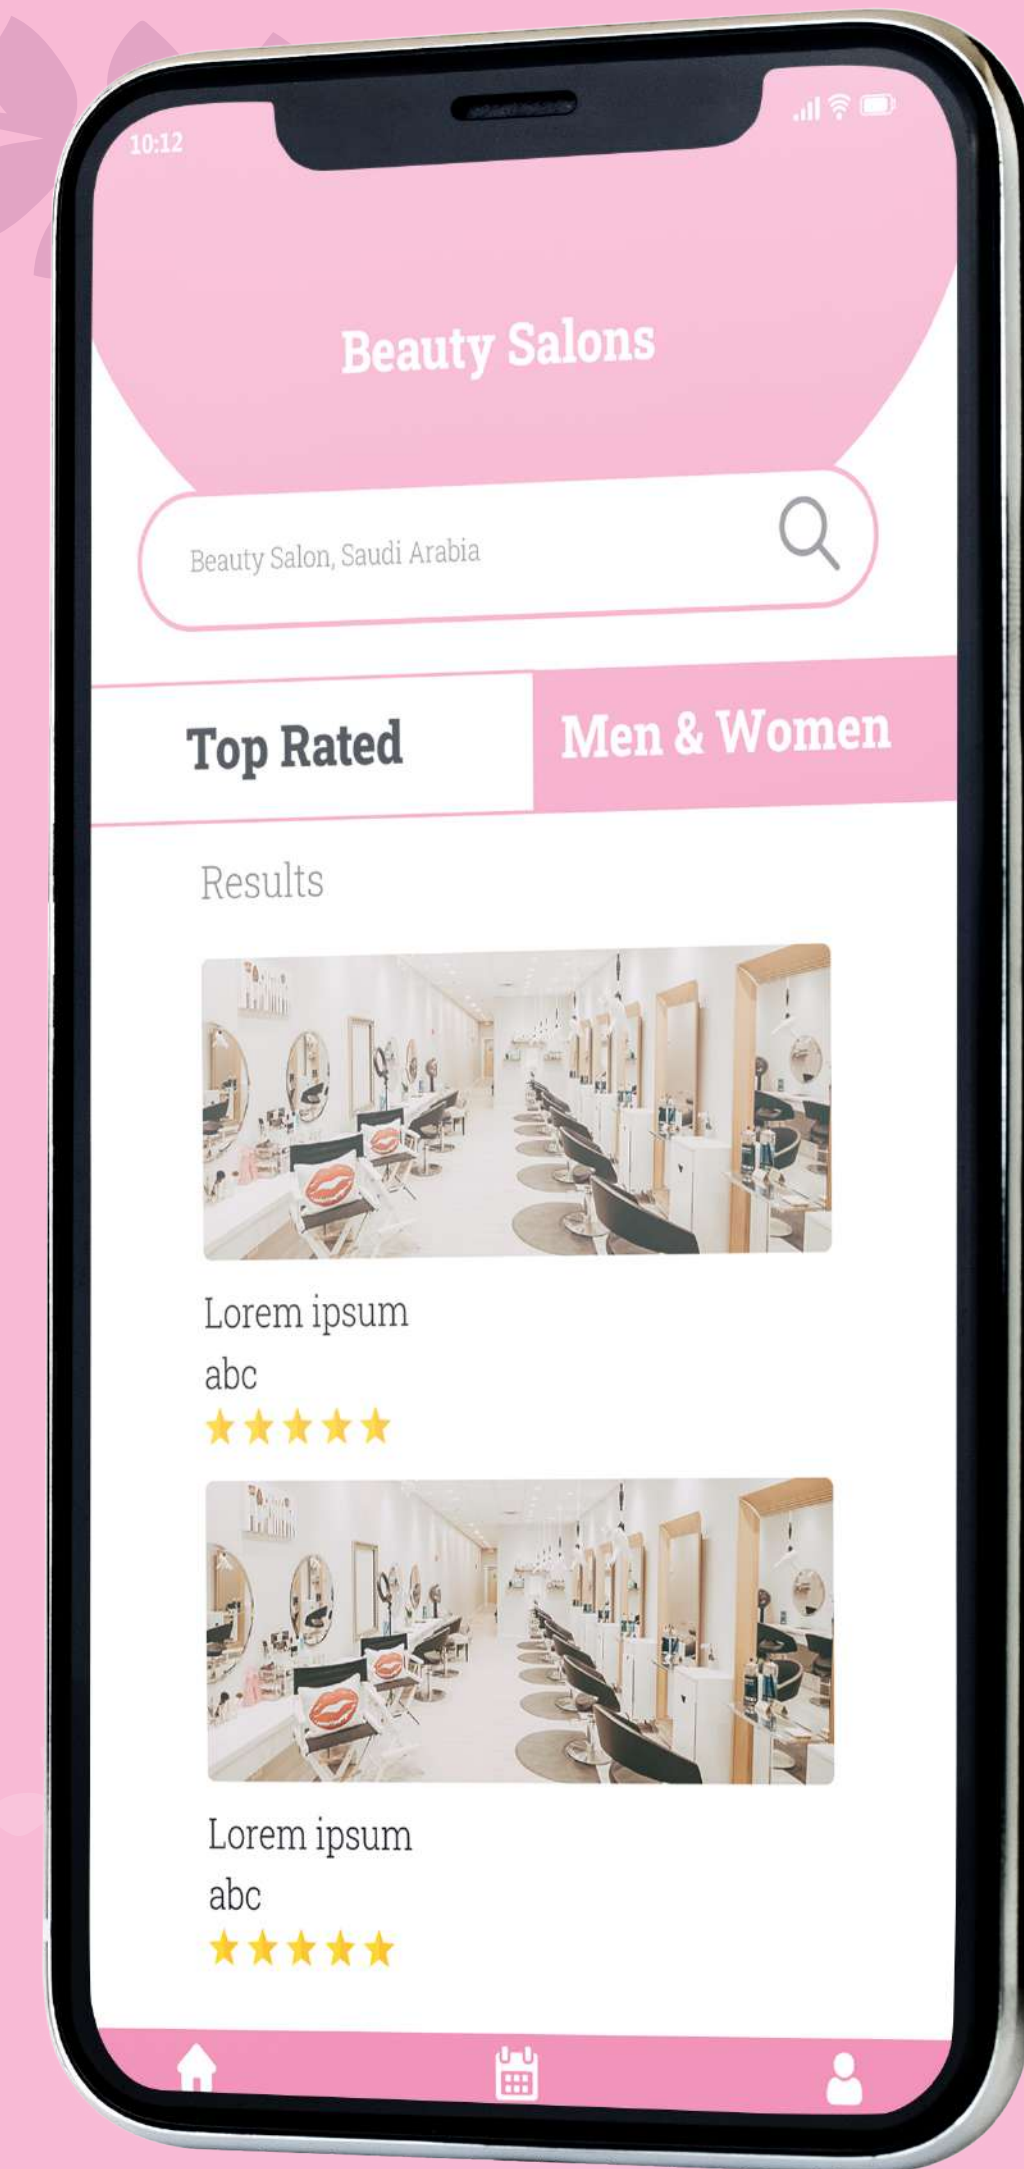 10:12
Beauty Salons
Beauty Salon, Saudi Arabia
Top Rated
Men & Women
Results
Lorem ipsum
abc
Lorem ipsum
abc